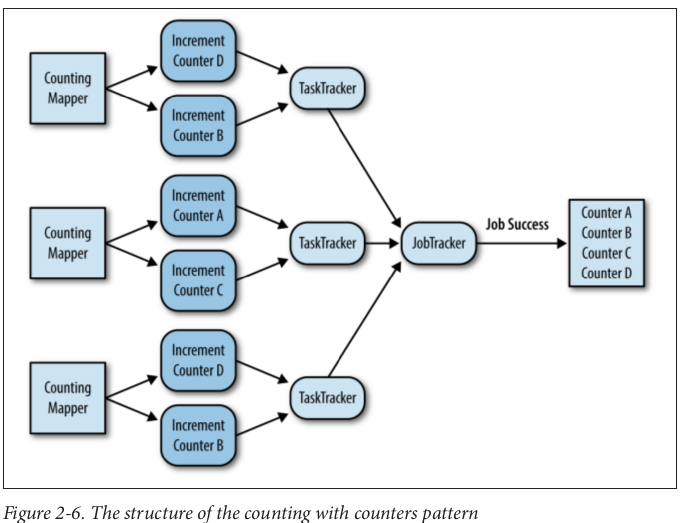 Counting
Mapper
Increment
Counter D
Increment
Counter B
TaskTracker
Counting
Mapper
Increment
Counter A
Increment
Counter C
TaskTracker
JobTracker
Job Success
Counter A
Counter B
Counter C
Counter D
Counting
Mapper
Increment
Counter D
Increment
Counter B
TaskTracker
Figure 2-6. The structure of the counting with counters pattern